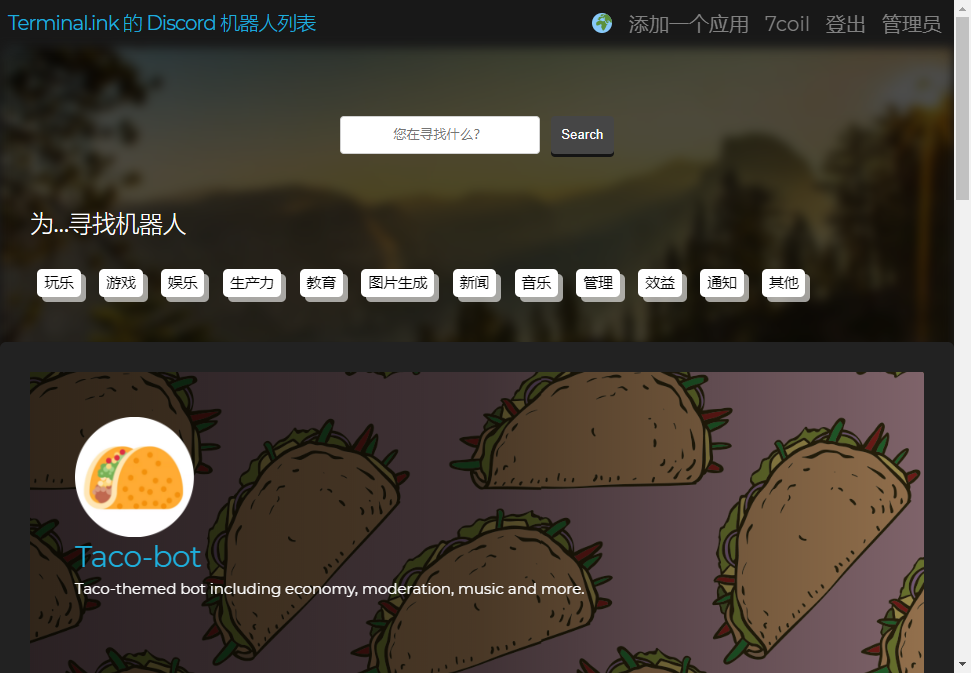 Terminal.ink 的 Discord 机器人列表
添加一个应用 7coil 登出 管理员
您在寻找什么? Search
为...寻找机器人
玩乐 游戏 娱乐 生产力 教育 图片生成 新闻 音乐 管理 效益 通知 其他
Taco-bot
Taco-themed bot including economy, moderation, music and more.